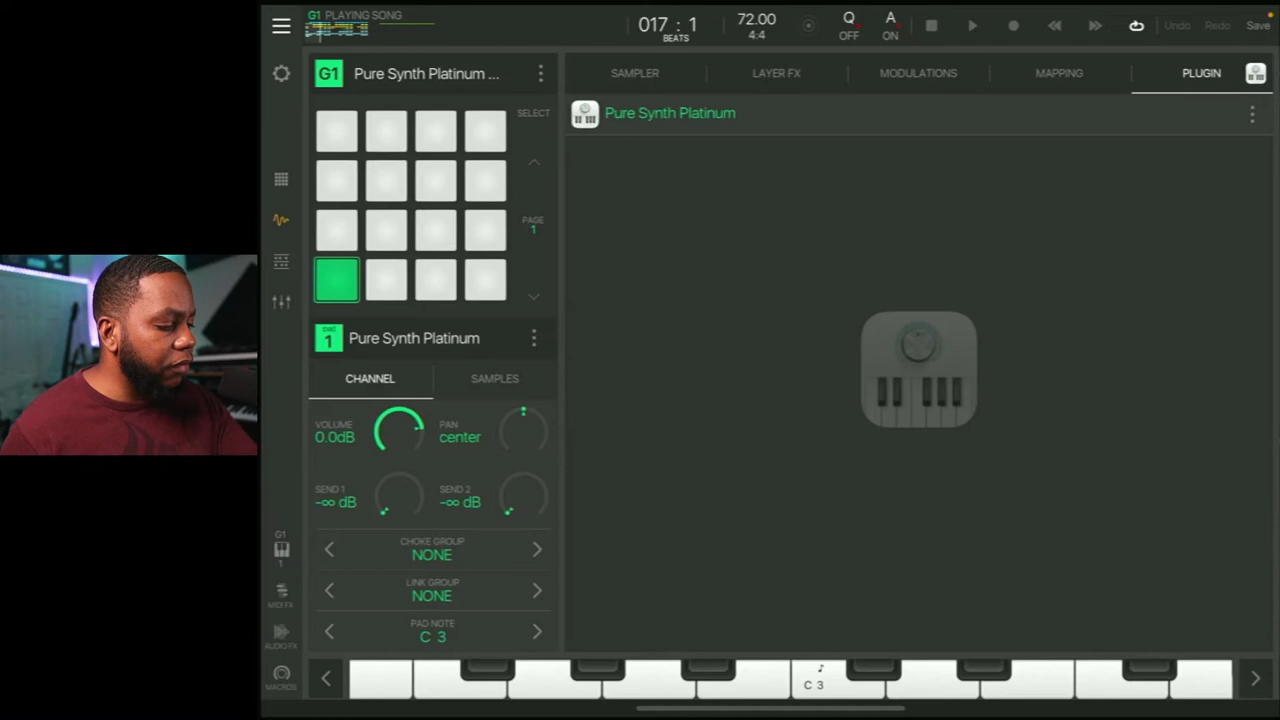 G1 PLAYING SONG
017 : 1
BEATS
72.00
4:4
Q
OFF
A
ON
Undo
Redo
Save
G1
Pure Synth Platinum ...
SELECT
PAGE
1
PAD
1
Pure Synth Platinum
CHANNEL
SAMPLES
VOLUME
0.0dB
PAN
center
SEND 1
-∞ dB
SEND 2
-∞ dB
CHOKE GROUP
NONE
LINK GROUP
NONE
PAD NOTE
C 3
SAMPLER
LAYER FX
MODULATIONS
MAPPING
PLUGIN
Pure Synth Platinum
G1
1
MIDI FX
AUDIO FX
MACROS
C 3